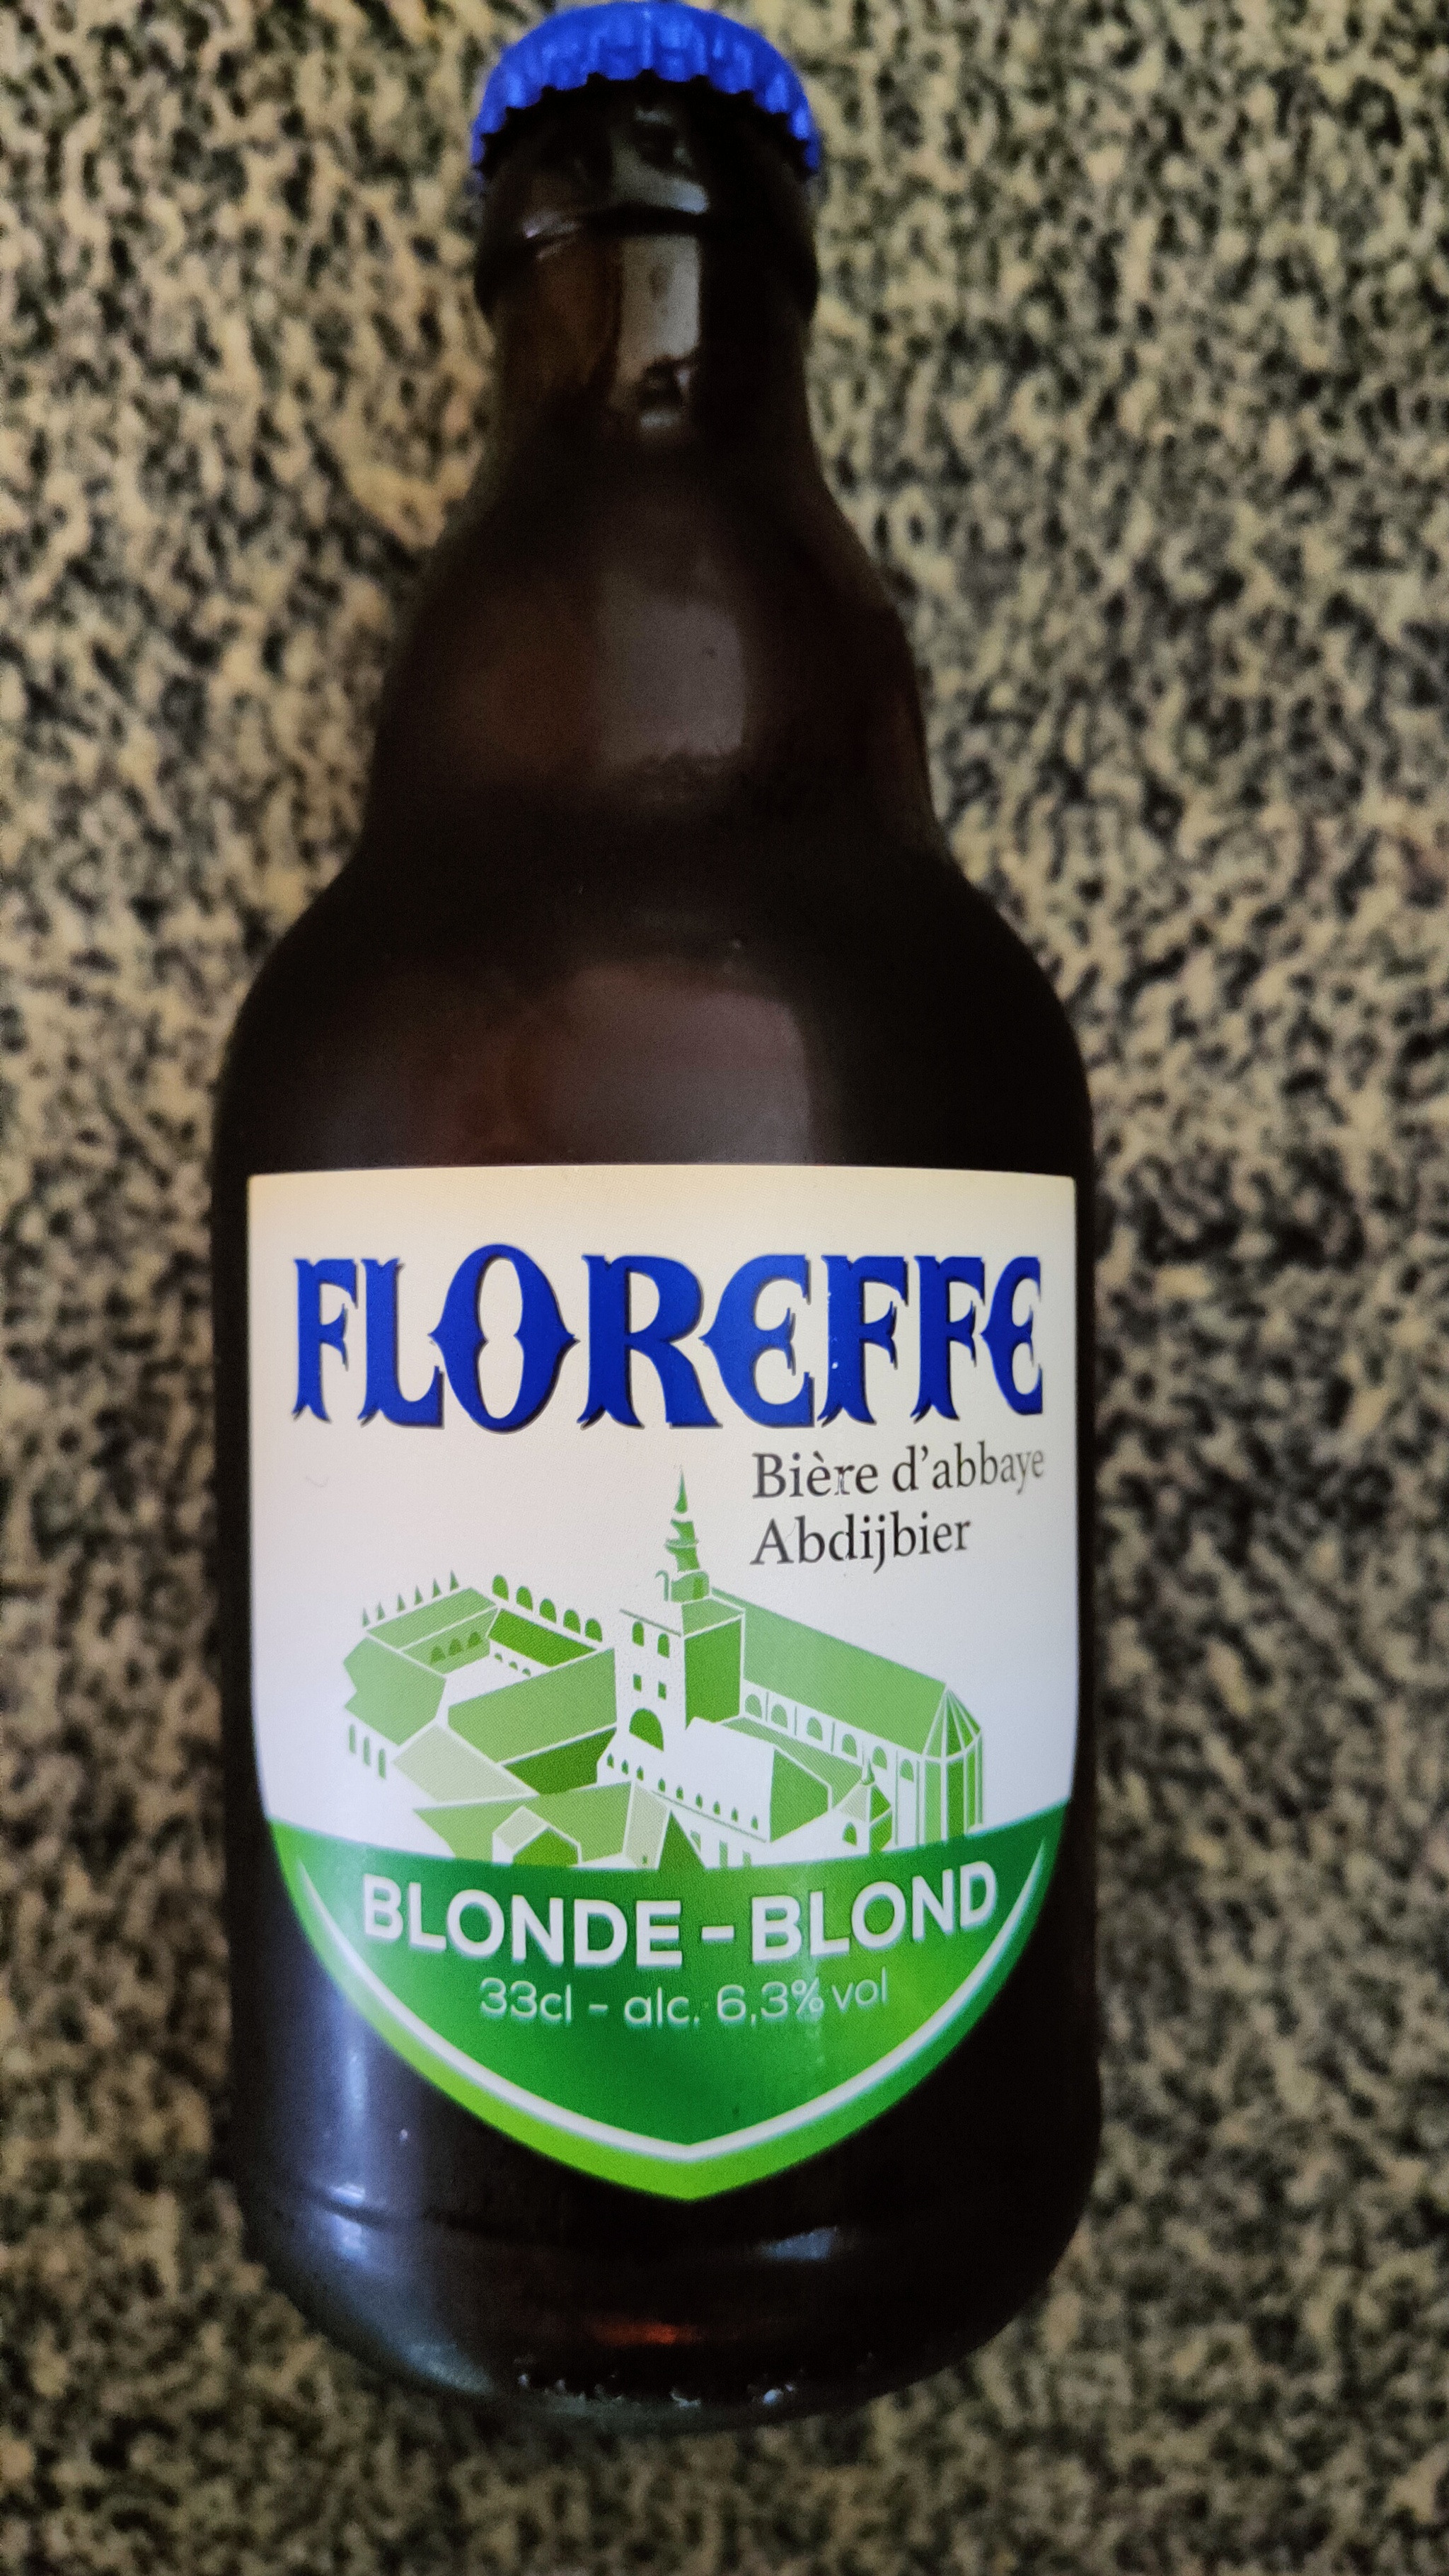 FLOREFFE
Bière d'abbaye
Abdijbier
BLONDE - BLOND
33cl - alc. 6,3% vol